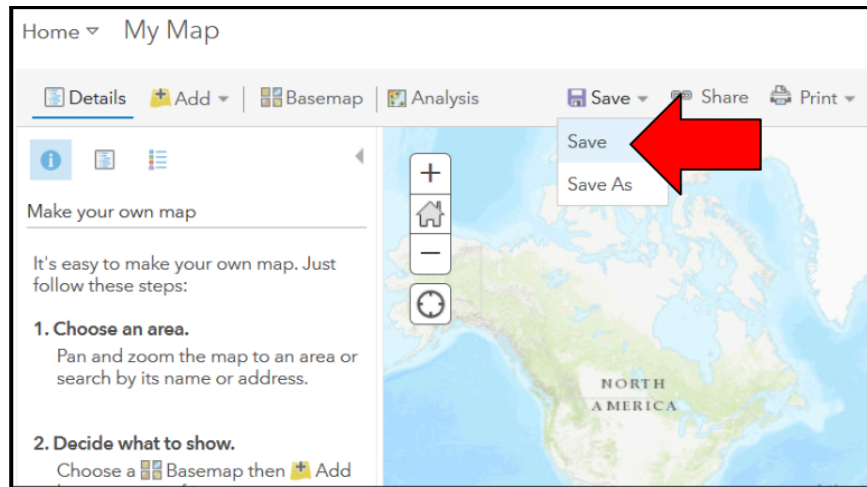 Home My Map
Details Add Basemap Analysis Save Share Print
Save
Save As
Make your own map
It's easy to make your own map. Just
follow these steps:
1. Choose an area.
Pan and zoom the map to an area or
search by its name or address.
2. Decide what to show.
Choose a Basemap then Add
NORTH
AMERICA